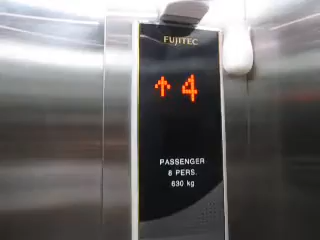 FUJITEC
↑ 4
PASSENGER
8 PERS.
630 kg